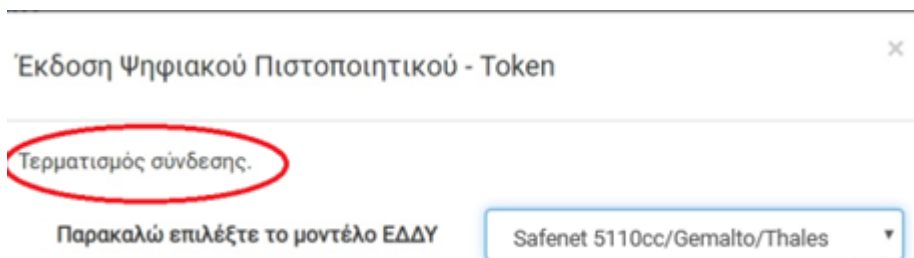 Έκδοση Ψηφιακού Πιστοποιητικού - Token
×
Τερματισμός σύνδεσης.
Παρακαλώ επιλέξτε το μοντέλο ΕΔΔΥ
Safenet 5110cc/Gemalto/Thales